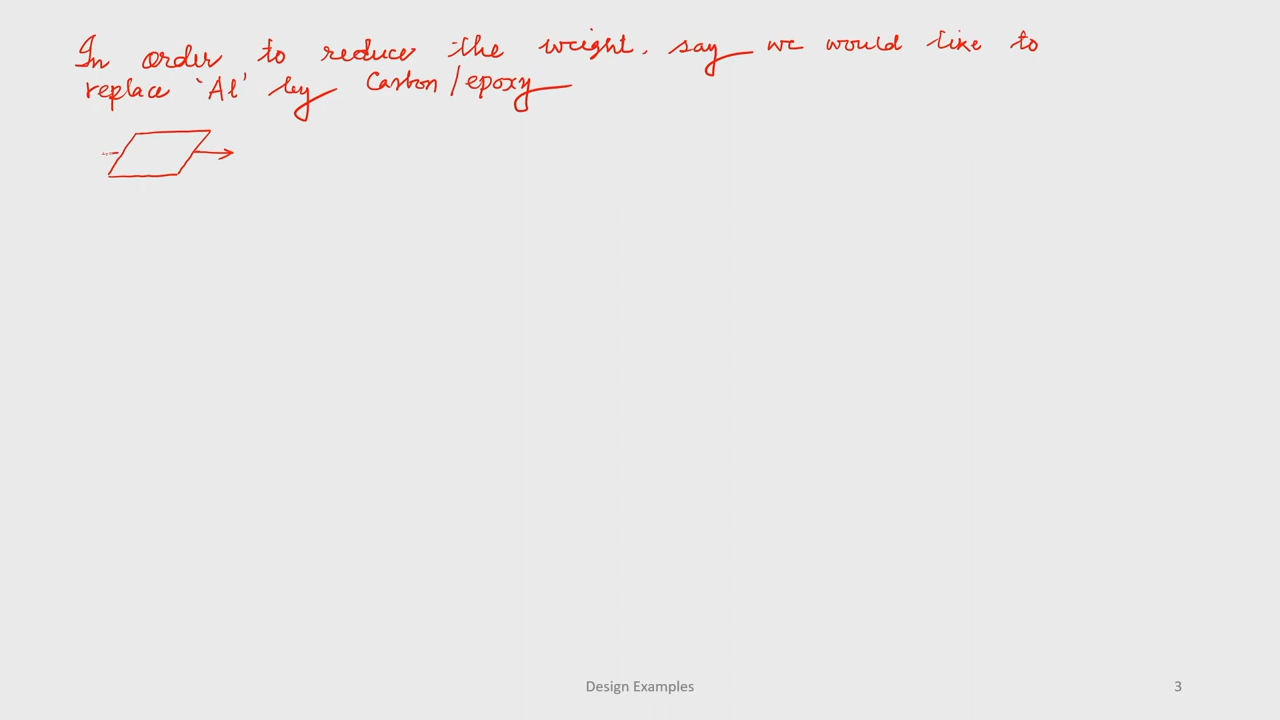 In order to reduce the weight, say we would like to
replace 'Al' by Carbon/epoxy
Design Examples
3